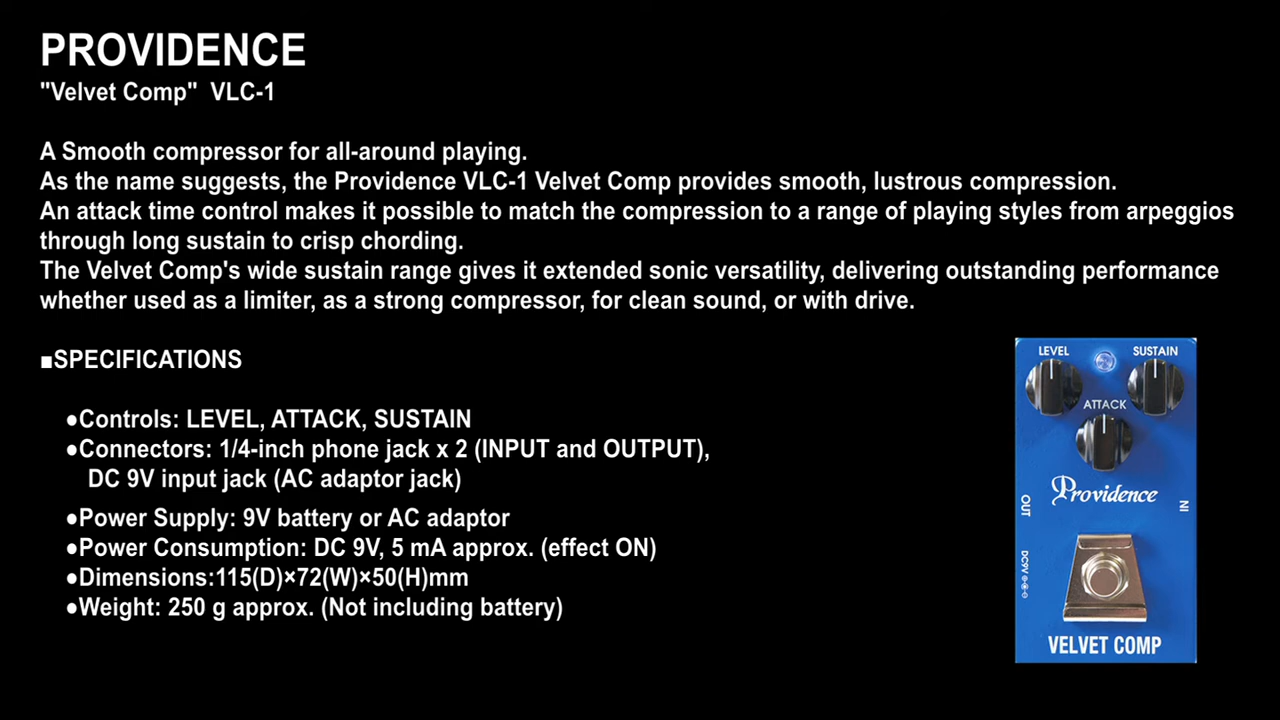 PROVIDENCE
"Velvet Comp" VLC-1
A Smooth compressor for all-around playing.
As the name suggests, the Providence VLC-1 Velvet Comp provides smooth, lustrous compression.
An attack time control makes it possible to match the compression to a range of playing styles from arpeggios
through long sustain to crisp chording.
The Velvet Comp's wide sustain range gives it extended sonic versatility, delivering outstanding performance
whether used as a limiter, as a strong compressor, for clean sound, or with drive.
■SPECIFICATIONS
●Controls: LEVEL, ATTACK, SUSTAIN
●Connectors: 1/4-inch phone jack x 2 (INPUT and OUTPUT),
DC 9V input jack (AC adaptor jack)
●Power Supply: 9V battery or AC adaptor
●Power Consumption: DC 9V, 5 mA approx. (effect ON)
●Dimensions:115(D)×72(W)×50(H)mm
●Weight: 250 g approx. (Not including battery)
LEVEL
SUSTAIN
ATTACK
Providence
OUT
IN
DC9V
VELVET COMP